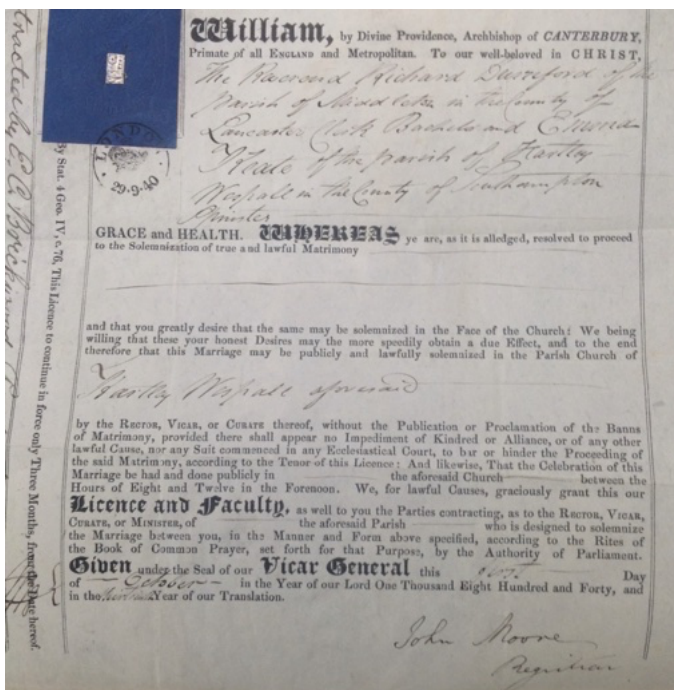 William, by Divine Providence, Archbishop of CANTERBURY,
Primate of all ENGLAND and Metropolitan. To our well-beloved in CHRIST,
The Reverend Richard Durnford of the
Parish of Middleton in the County of
Lancaster Clerk Bachelor and Emma
Keate of the parish of Hartley
Wespall in the County of Southampton
Spinster
GRACE and HEALTH. WHEREAS ye are, as it is alledged, resolved to proceed
to the Solemnization of true and lawful Matrimony
and that you greatly desire that the same may be solemnized in the Face of the Church: We being
willing that these your honest Desires may the more speedily obtain a due Effect, and to the end
therefore that this Marriage may be publicly and lawfully solemnized in the Parish Church of
Hartley Wespall aforesaid
by the RECTOR, VICAR, or CURATE thereof, without the Publication or Proclamation of the Banns
of Matrimony, provided there shall appear no Impediment of Kindred or Alliance, or of any other
lawful Cause, nor any Suit commenced in any Ecclesiastical Court, to bar or hinder the Proceeding of
the said Matrimony, according to the Tenor of this Licence: And likewise, That the Celebration of this
Marriage be had and done publicly in the aforesaid Church between the
Hours of Eight and Twelve in the Forenoon. We, for lawful Causes, graciously grant this our
Licence and Faculty, as well to you the Parties contracting, as to the RECTOR, VICAR,
CURATE, or MINISTER, of the aforesaid Parish who is designed to solemnize
the Marriage between you, in the Manner and Form above specified, according to the Rites of
the Book of Common Prayer, set forth for that Purpose, by the Authority of Parliament.
Given under the Seal of our Vicar General this Day
of October in the Year of our Lord One Thousand Eight Hundred and Forty, and
in the Year of our Translation.
John Moore
Registrar
LONDON
29-9-40
By Stat. 4 Geo. IV, c. 76, This Licence to continue in force only Three Months, from the Date hereof.
tracted by E. C.